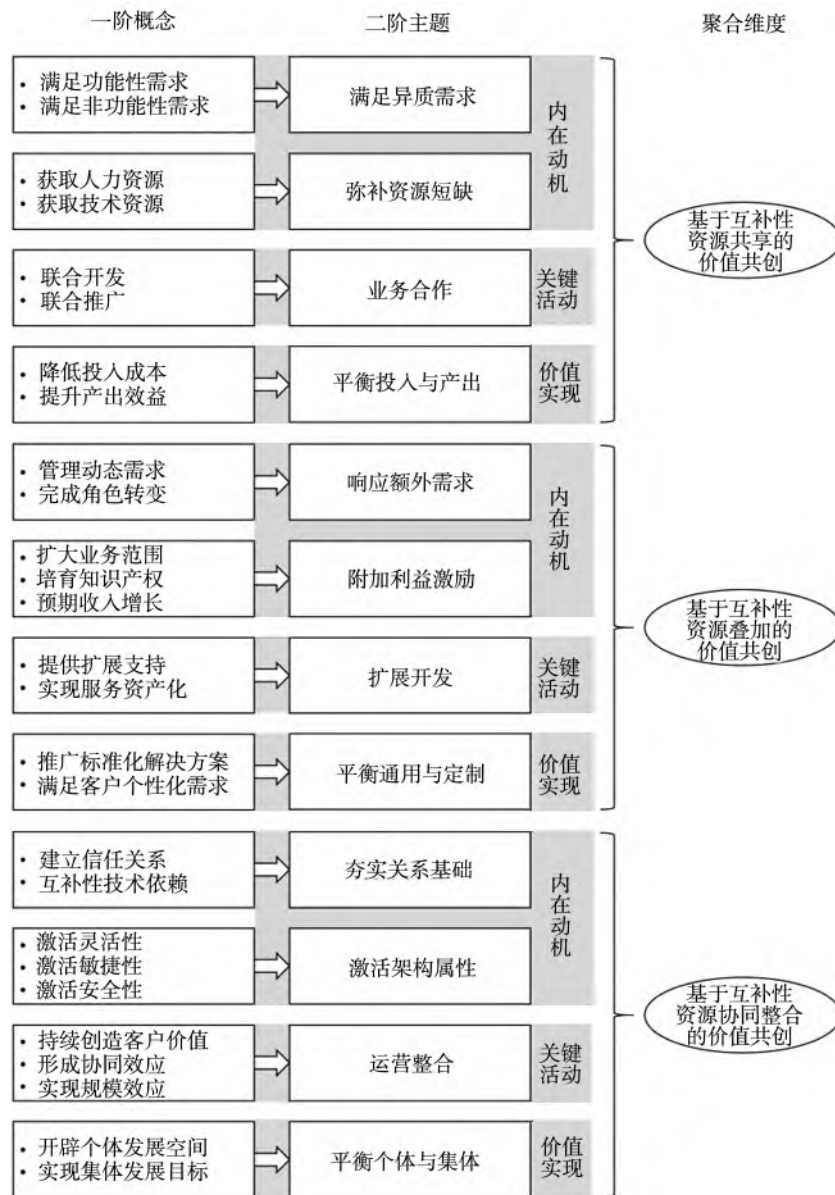 一阶概念
二阶主题
聚合维度
• 满足功能性需求
• 满足非功能性需求
满足异质需求
内在动机
• 获取人力资源
• 获取技术资源
弥补资源短缺
• 联合开发
• 联合推广
业务合作
关键
活动
• 降低投入成本
• 提升产出效益
平衡投入与产出
价值
实现
基于互补性
资源共享的
价值共创
• 管理动态需求
• 完成角色转变
响应额外需求
内在动机
• 扩大业务范围
• 培育知识产权
• 预期收入增长
附加利益激励
• 提供扩展支持
• 实现服务资产化
扩展开发
关键
活动
• 推广标准化解决方案
• 满足客户个性化需求
平衡通用与定制
价值
实现
基于互补性
资源叠加的
价值共创
• 建立信任关系
• 互补性技术依赖
夯实关系基础
内在动机
• 激活灵活性
• 激活敏捷性
• 激活安全性
激活架构属性
• 持续创造客户价值
• 形成协同效应
• 实现规模效应
运营整合
关键
活动
• 开辟个体发展空间
• 实现集体发展目标
平衡个体与集体
价值
实现
基于互补性
资源协同整合
的价值共创